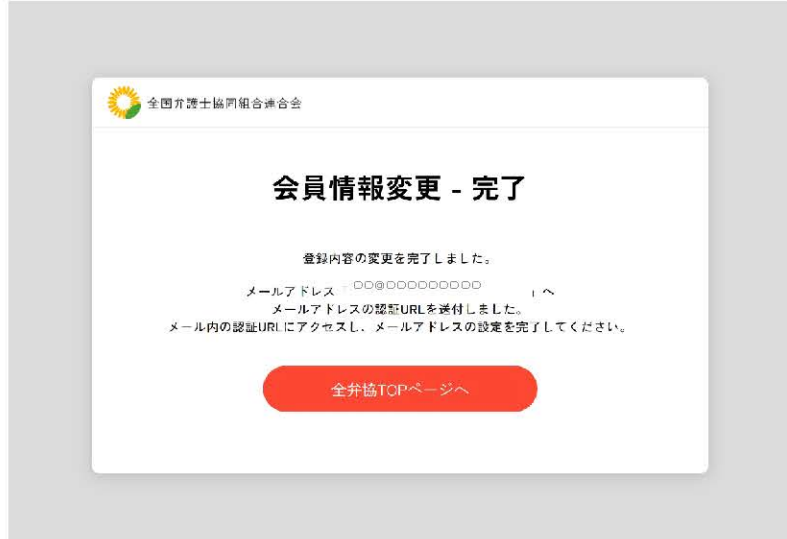 全国弁護士協同組合連合会
会員情報変更 - 完了
登録内容の変更を完了しました。
メールアドレス「○○@○○○○○○○○○○」へ
メールアドレスの認証URLを送付しました。
メール内の認証URLにアクセスし、メールアドレスの設定を完了してください。
全弁協TOPページへ